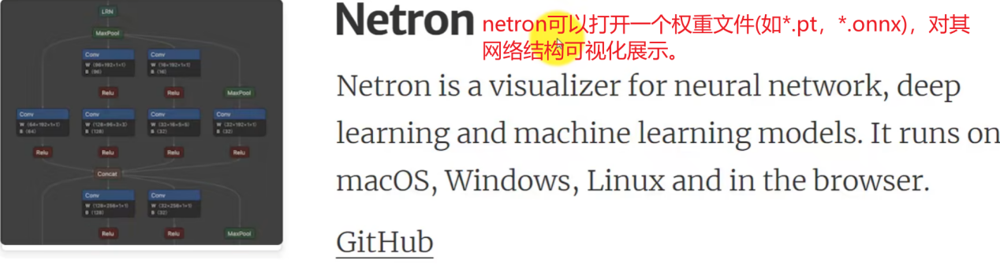 LRN
MaxPool
Conv
W ⟨96×192×1×1⟩
B ⟨96⟩
Conv
W ⟨16×192×1×1⟩
B ⟨16⟩
Relu
Relu
MaxPool
Conv
W ⟨64×192×1×1⟩
B ⟨64⟩
Conv
W ⟨128×96×3×3⟩
B ⟨128⟩
Conv
W ⟨32×16×5×5⟩
B ⟨32⟩
Conv
W ⟨32×192×1×1⟩
B ⟨32⟩
Relu
Relu
Relu
Relu
Concat
Conv
W ⟨128×256×1×1⟩
B ⟨128⟩
Conv
W ⟨32×256×1×1⟩
B ⟨32⟩
Relu
Relu
MaxPool
Netron
netron可以打开一个权重文件(如*.pt，*.onnx)，对其
网络结构可视化展示。
Netron is a visualizer for neural network, deep
learning and machine learning models. It runs on
macOS, Windows, Linux and in the browser.
GitHub